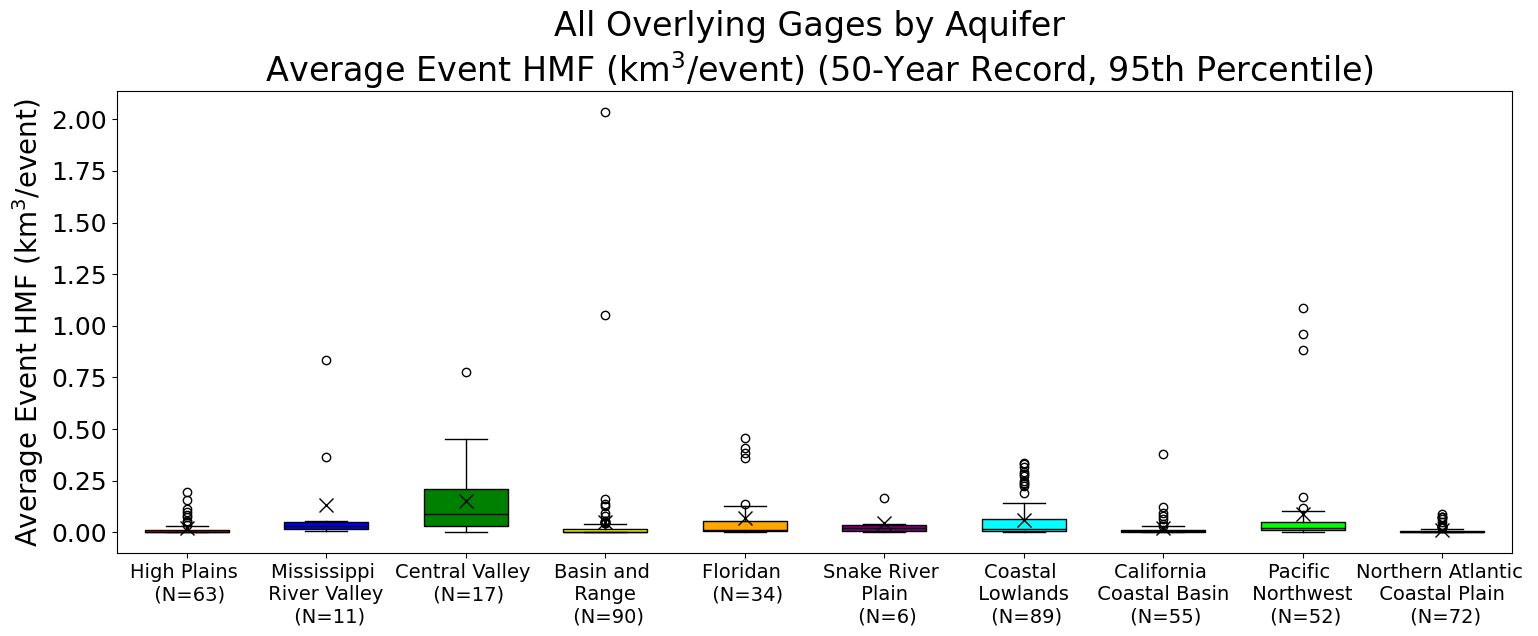 All Overlying Gages by Aquifer
Average Event HMF (km³/event) (50-Year Record, 95th Percentile)
Average Event HMF (km³/event)
2.00
1.75
1.50
1.25
1.00
0.75
0.50
0.25
0.00
High Plains
(N=63)
Mississippi
River Valley
(N=11)
Central Valley
(N=17)
Basin and
Range
(N=90)
Floridan
(N=34)
Snake River
Plain
(N=6)
Coastal
Lowlands
(N=89)
California
Coastal Basin
(N=55)
Pacific
Northwest
(N=52)
Northern Atlantic
Coastal Plain
(N=72)